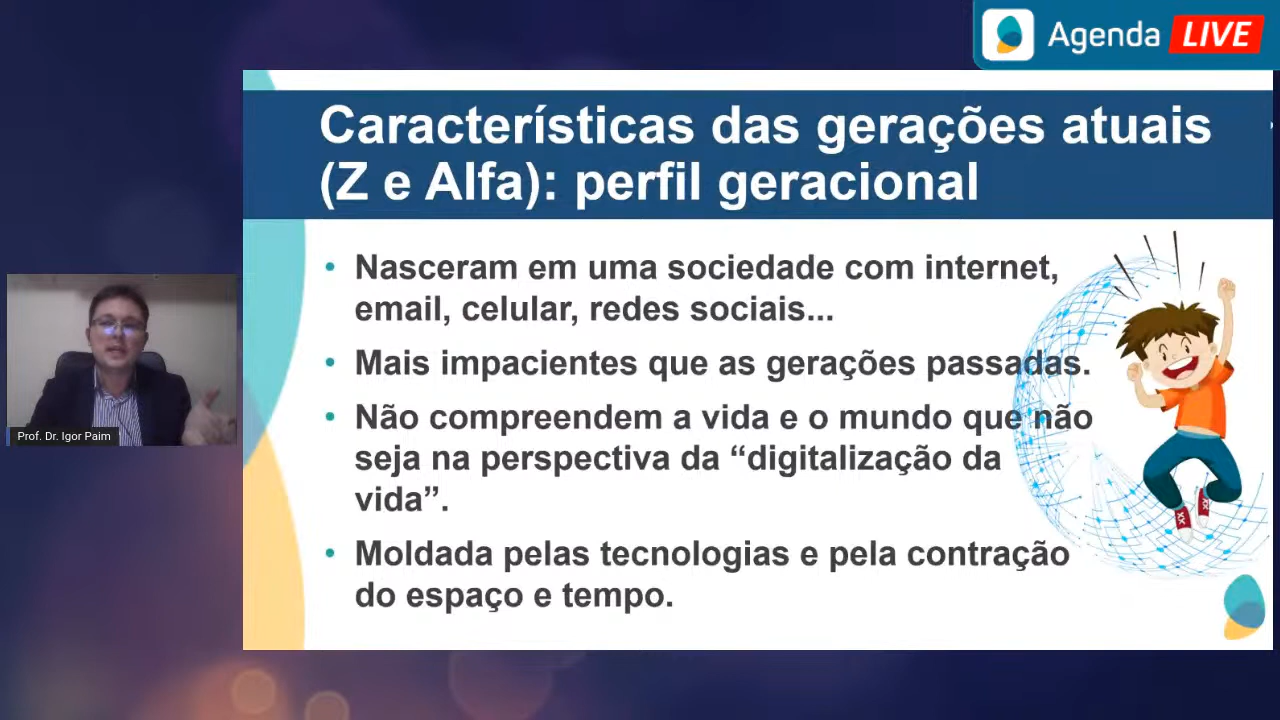 Agenda LIVE
Características das gerações atuais
(Z e Alfa): perfil geracional
• Nasceram em uma sociedade com internet,
email, celular, redes sociais...
• Mais impacientes que as gerações passadas.
• Não compreendem a vida e o mundo que não
seja na perspectiva da “digitalização da
vida”.
• Moldada pelas tecnologias e pela contração
do espaço e tempo.
Prof. Dr. Igor Paim